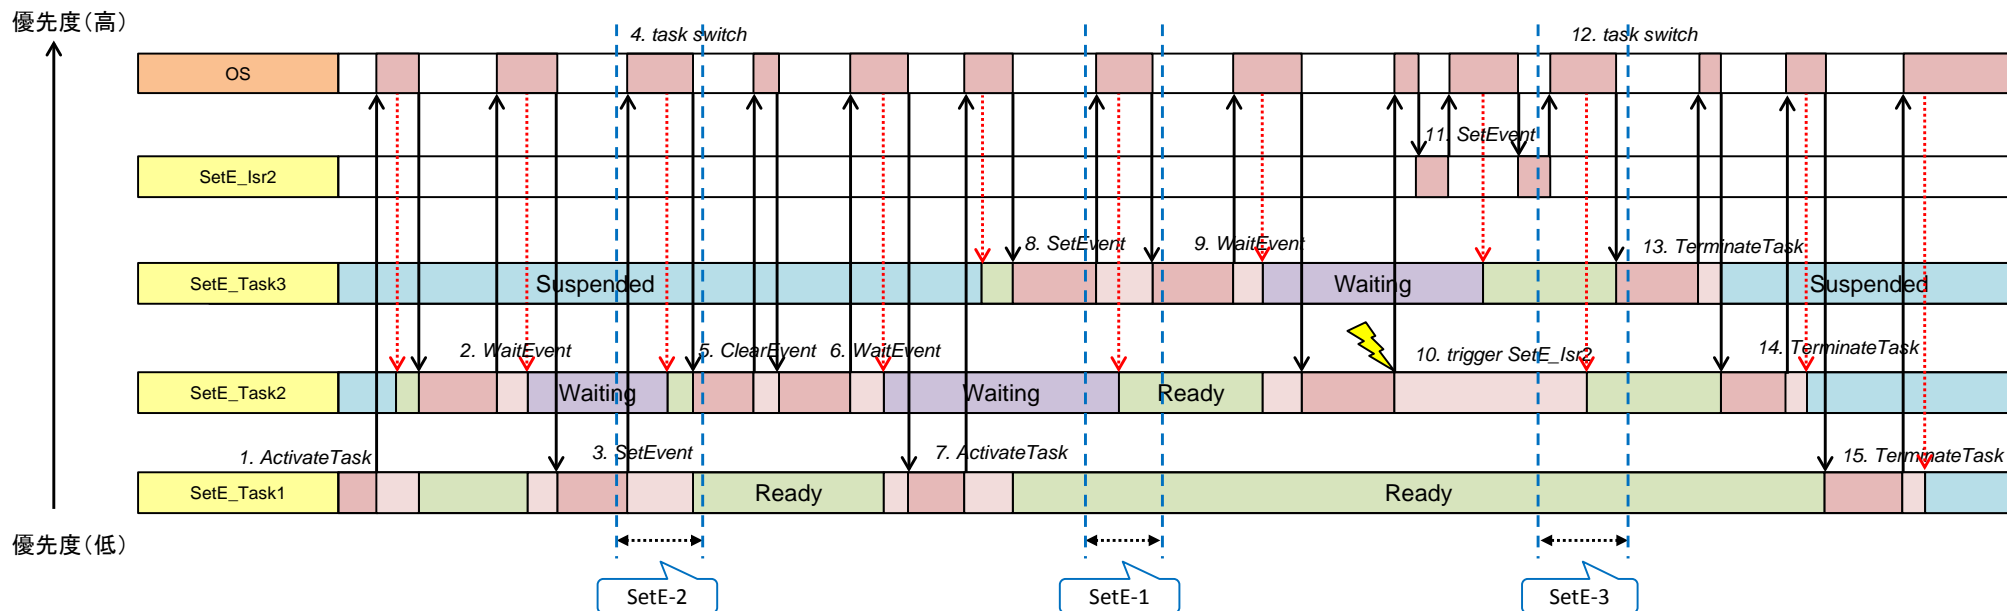 優先度(高)
4. task switch
12. task switch
OS
11. SetEvent
SetE_Isr2
8. SetEvent
9. WaitEvent
13. TerminateTask
SetE_Task3
Suspended
Waiting
Suspended
2. WaitEvent
5. ClearEvent
6. WaitEvent
10. trigger SetE_Isr2
14. TerminateTask
SetE_Task2
Waiting
Waiting
Ready
1. ActivateTask
3. SetEvent
7. ActivateTask
15. TerminateTask
SetE_Task1
Ready
Ready
優先度(低)
SetE-2
SetE-1
SetE-3